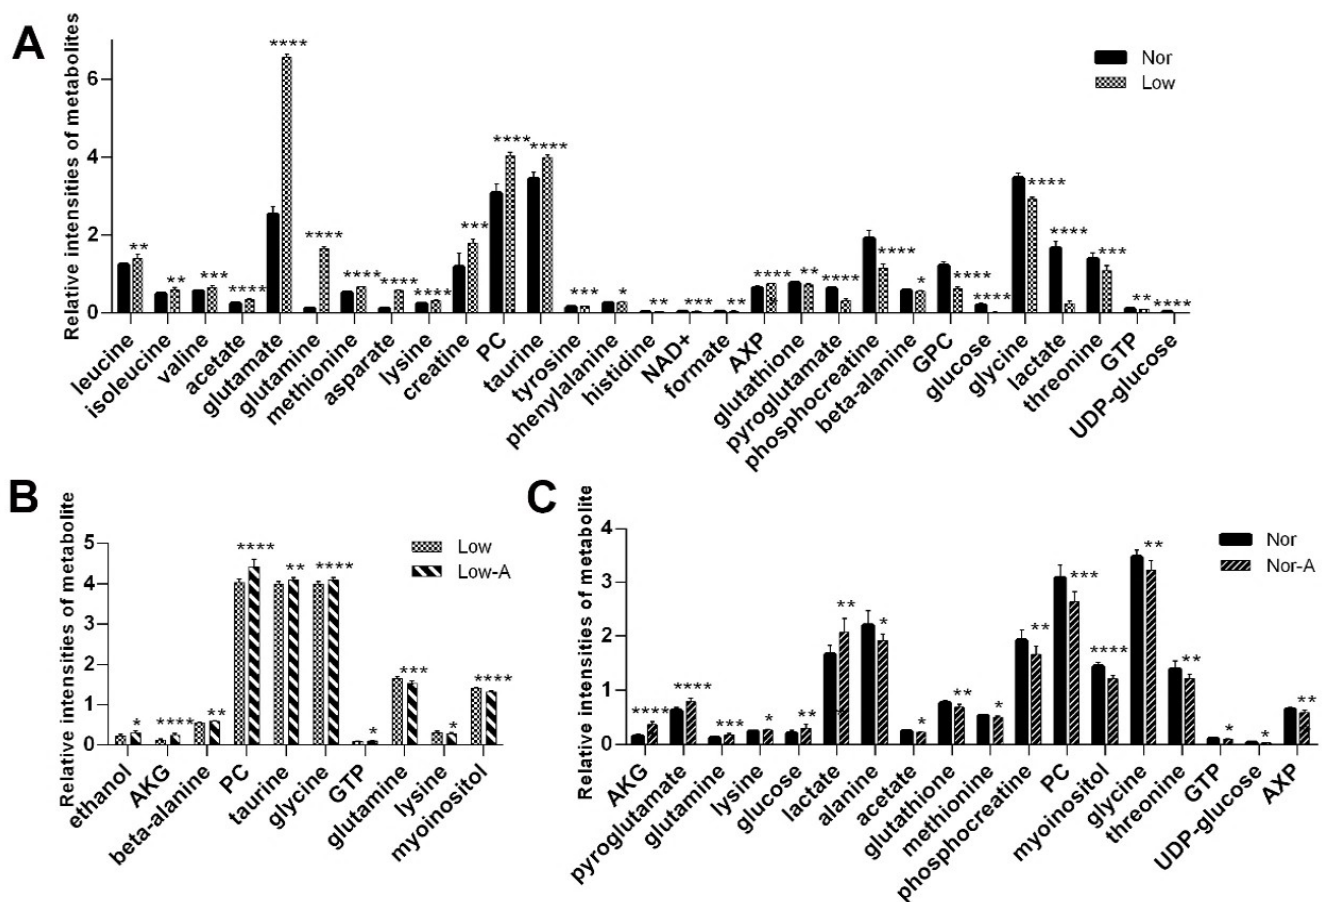 A
Relative intensities of metabolites
6
4
2
0
Nor
Low
**
**
***
****
****
****
****
****
****
***
****
****
***
*
**
***
**
****
**
****
****
*
****
****
****
****
***
**
****
leucine
isoleucine
valine
acetate
glutamate
glutamine
methionine
asparate
lysine
creatine
PC
taurine
tyrosine
phenylalanine
histidine
NAD+
formate
AXP
glutathione
pyroglutamate
phosphocreatine
beta-alanine
GPC
glucose
glycine
lactate
threonine
GTP
UDP-glucose
B
Relative intensities of metabolite
5
4
3
2
1
0
Low
Low-A
*
****
**
****
**
****
*
***
*
****
ethanol
AKG
beta-alanine
PC
taurine
glycine
GTP
glutamine
lysine
myoinositol
C
Relative intensities of metabolite
4
3
2
1
0
Nor
Nor-A
****
****
***
*
**
**
*
*
**
*
**
***
****
**
**
*
*
**
AKG
pyroglutamate
glutamine
lysine
glucose
lactate
alanine
acetate
glutathione
methionine
phosphocreatine
PC
myoinositol
glycine
threonine
GTP
UDP-glucose
AXP